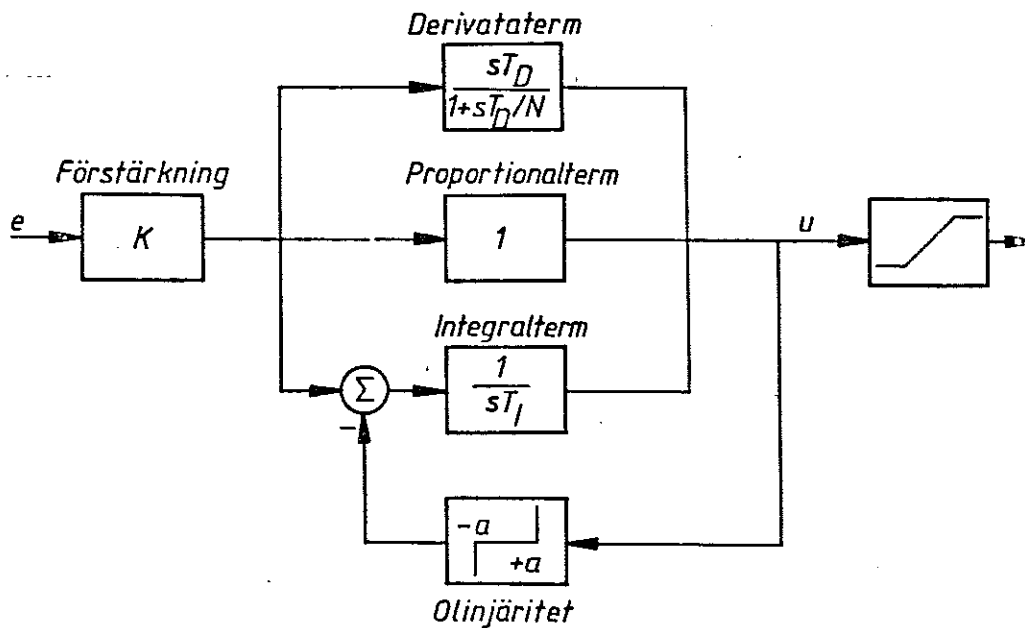 Derivataterm
sT_D
1+sT_D/N
Förstärkning
Proportionalterm
e
K
1
u
Integralterm
1
sT_I
Σ
−
−a
+a
Olinjäritet